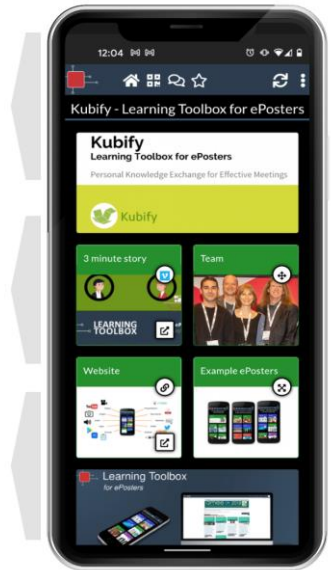 12:04
Kubify - Learning Toolbox for ePosters
Kubify
Learning Toolbox for ePosters
Personal Knowledge Exchange for Effective Meetings
Kubify
3 minute story
Team
LEARNING
TOOLBOX
Website
Example ePosters
Learning Toolbox
for ePosters